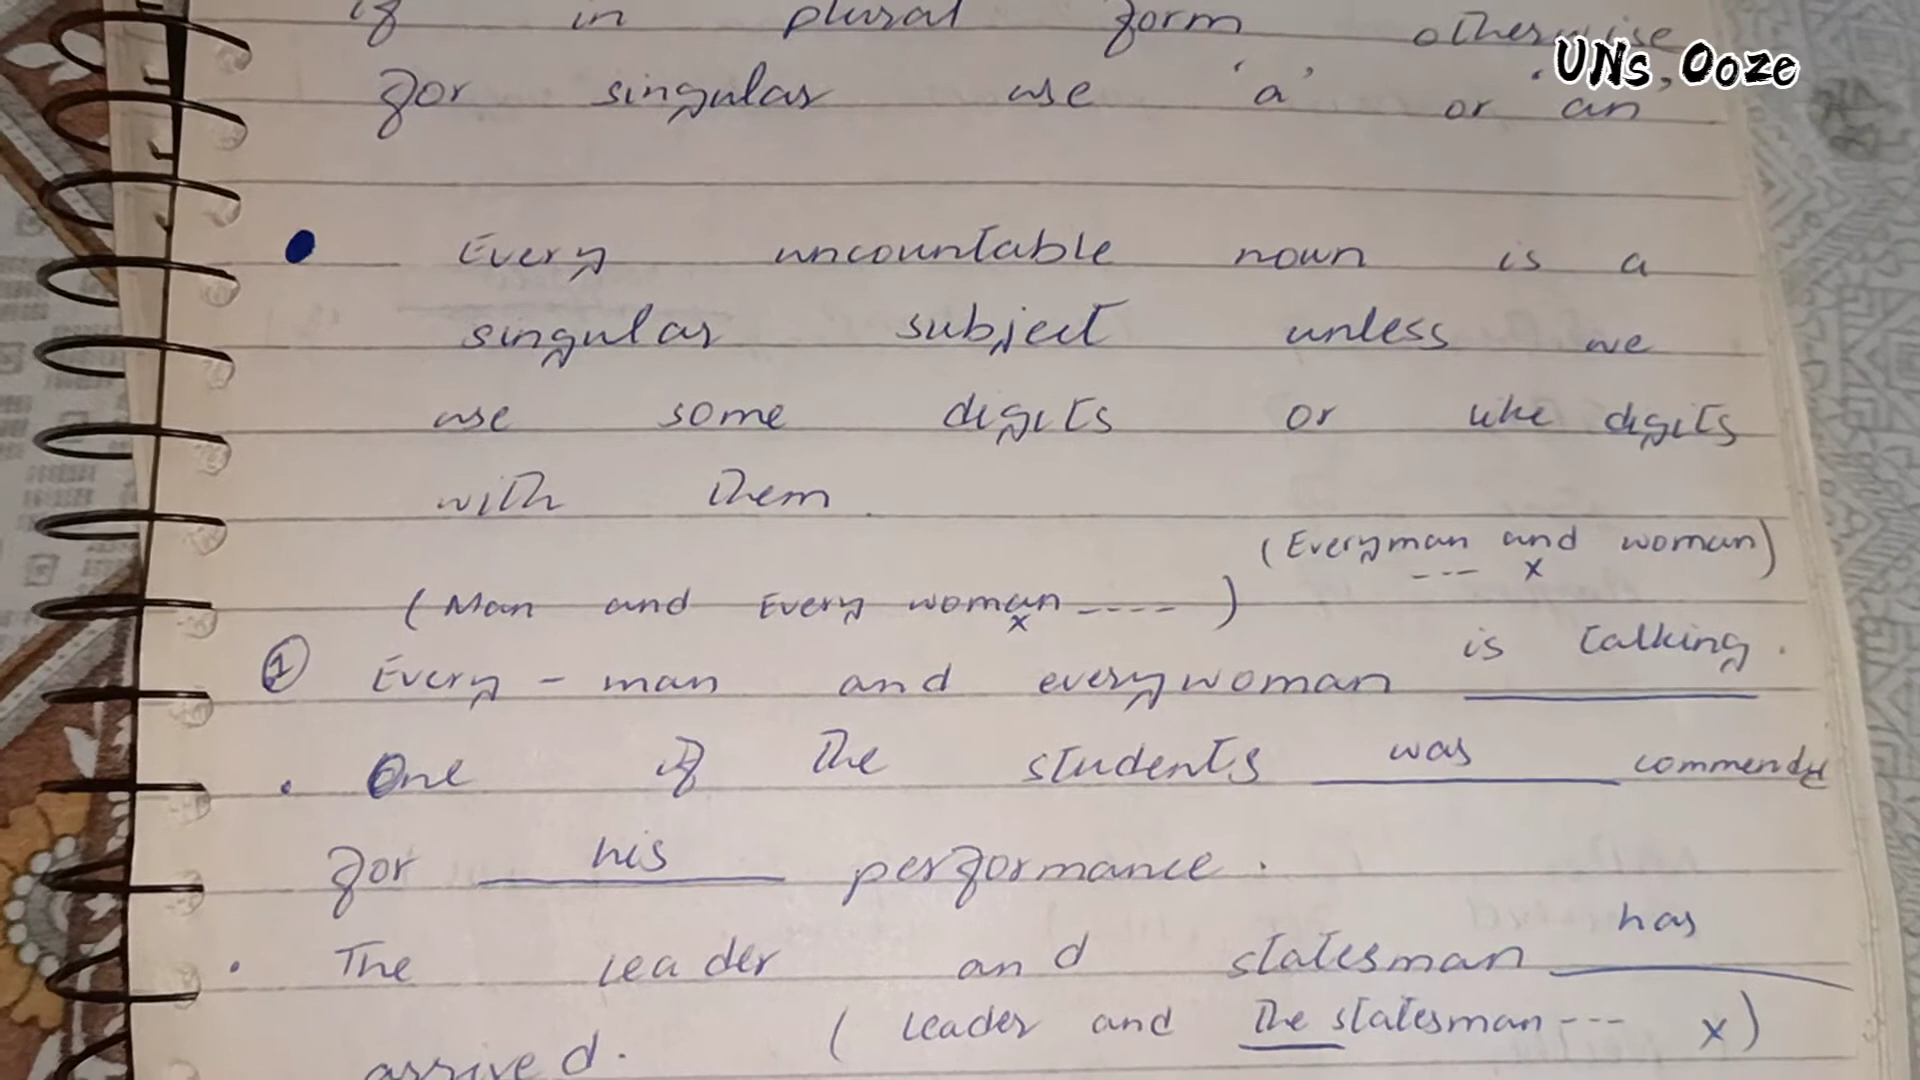 if in plural form otherwise
UNs Ooze
for singular use 'a' or 'an'
Every uncountable noun is a
singular subject unless we
use some digits or like digits
with them.
(Everyman and woman)
--- x
(Man and Every woman ----)
x
is talking.
① Every - man and everywoman
was
• One of the students commended
his
for performance.
has
• The leader and statesman
(Leader and the statesman --- x)
arrived.